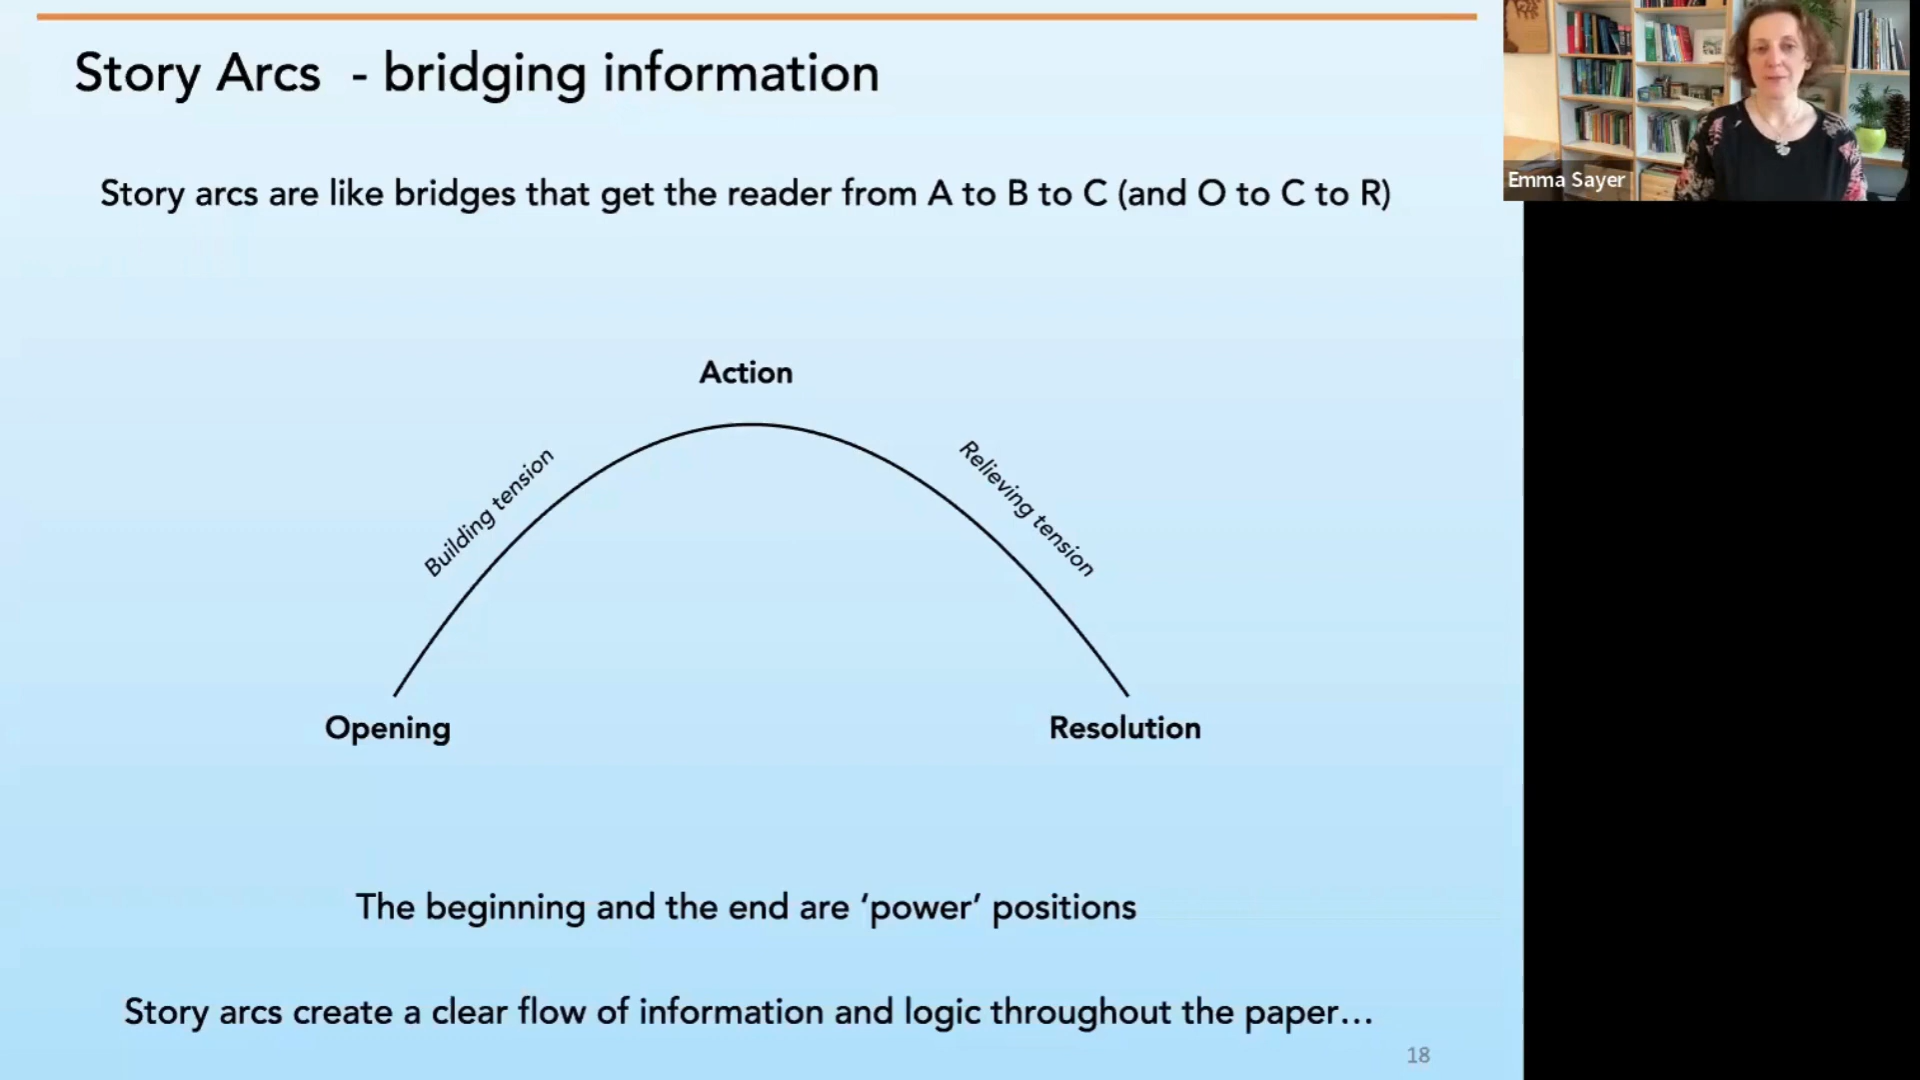 Story Arcs - bridging information
Emma Sayer
Story arcs are like bridges that get the reader from A to B to C (and O to C to R)
Action
Building tension
Relieving tension
Opening
Resolution
The beginning and the end are ‘power’ positions
Story arcs create a clear flow of information and logic throughout the paper…
18